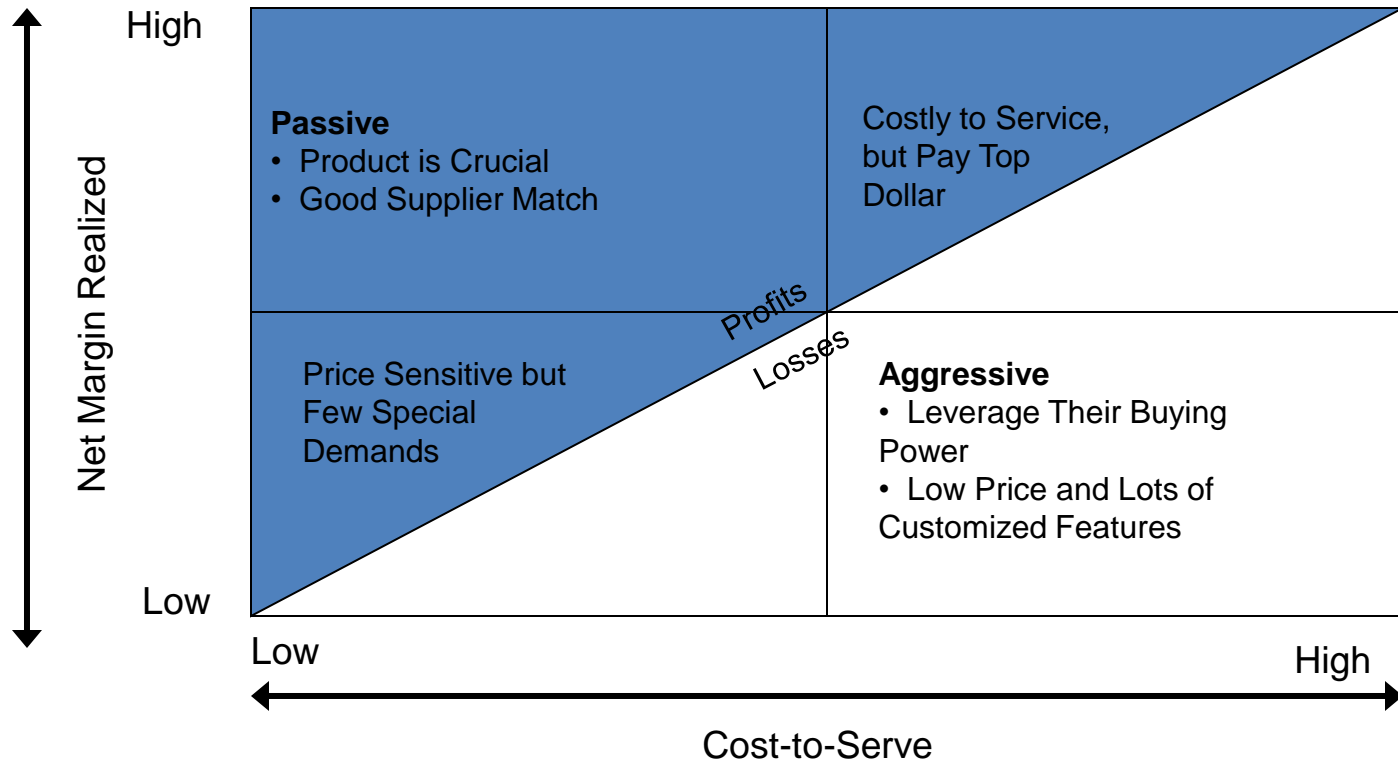 High
Passive
• Product is Crucial
• Good Supplier Match
Costly to Service,
but Pay Top
Dollar
Net Margin Realized
Profits
Losses
Price Sensitive but
Few Special
Demands
Aggressive
• Leverage Their Buying
Power
• Low Price and Lots of
Customized Features
Low
Low
High
Cost-to-Serve